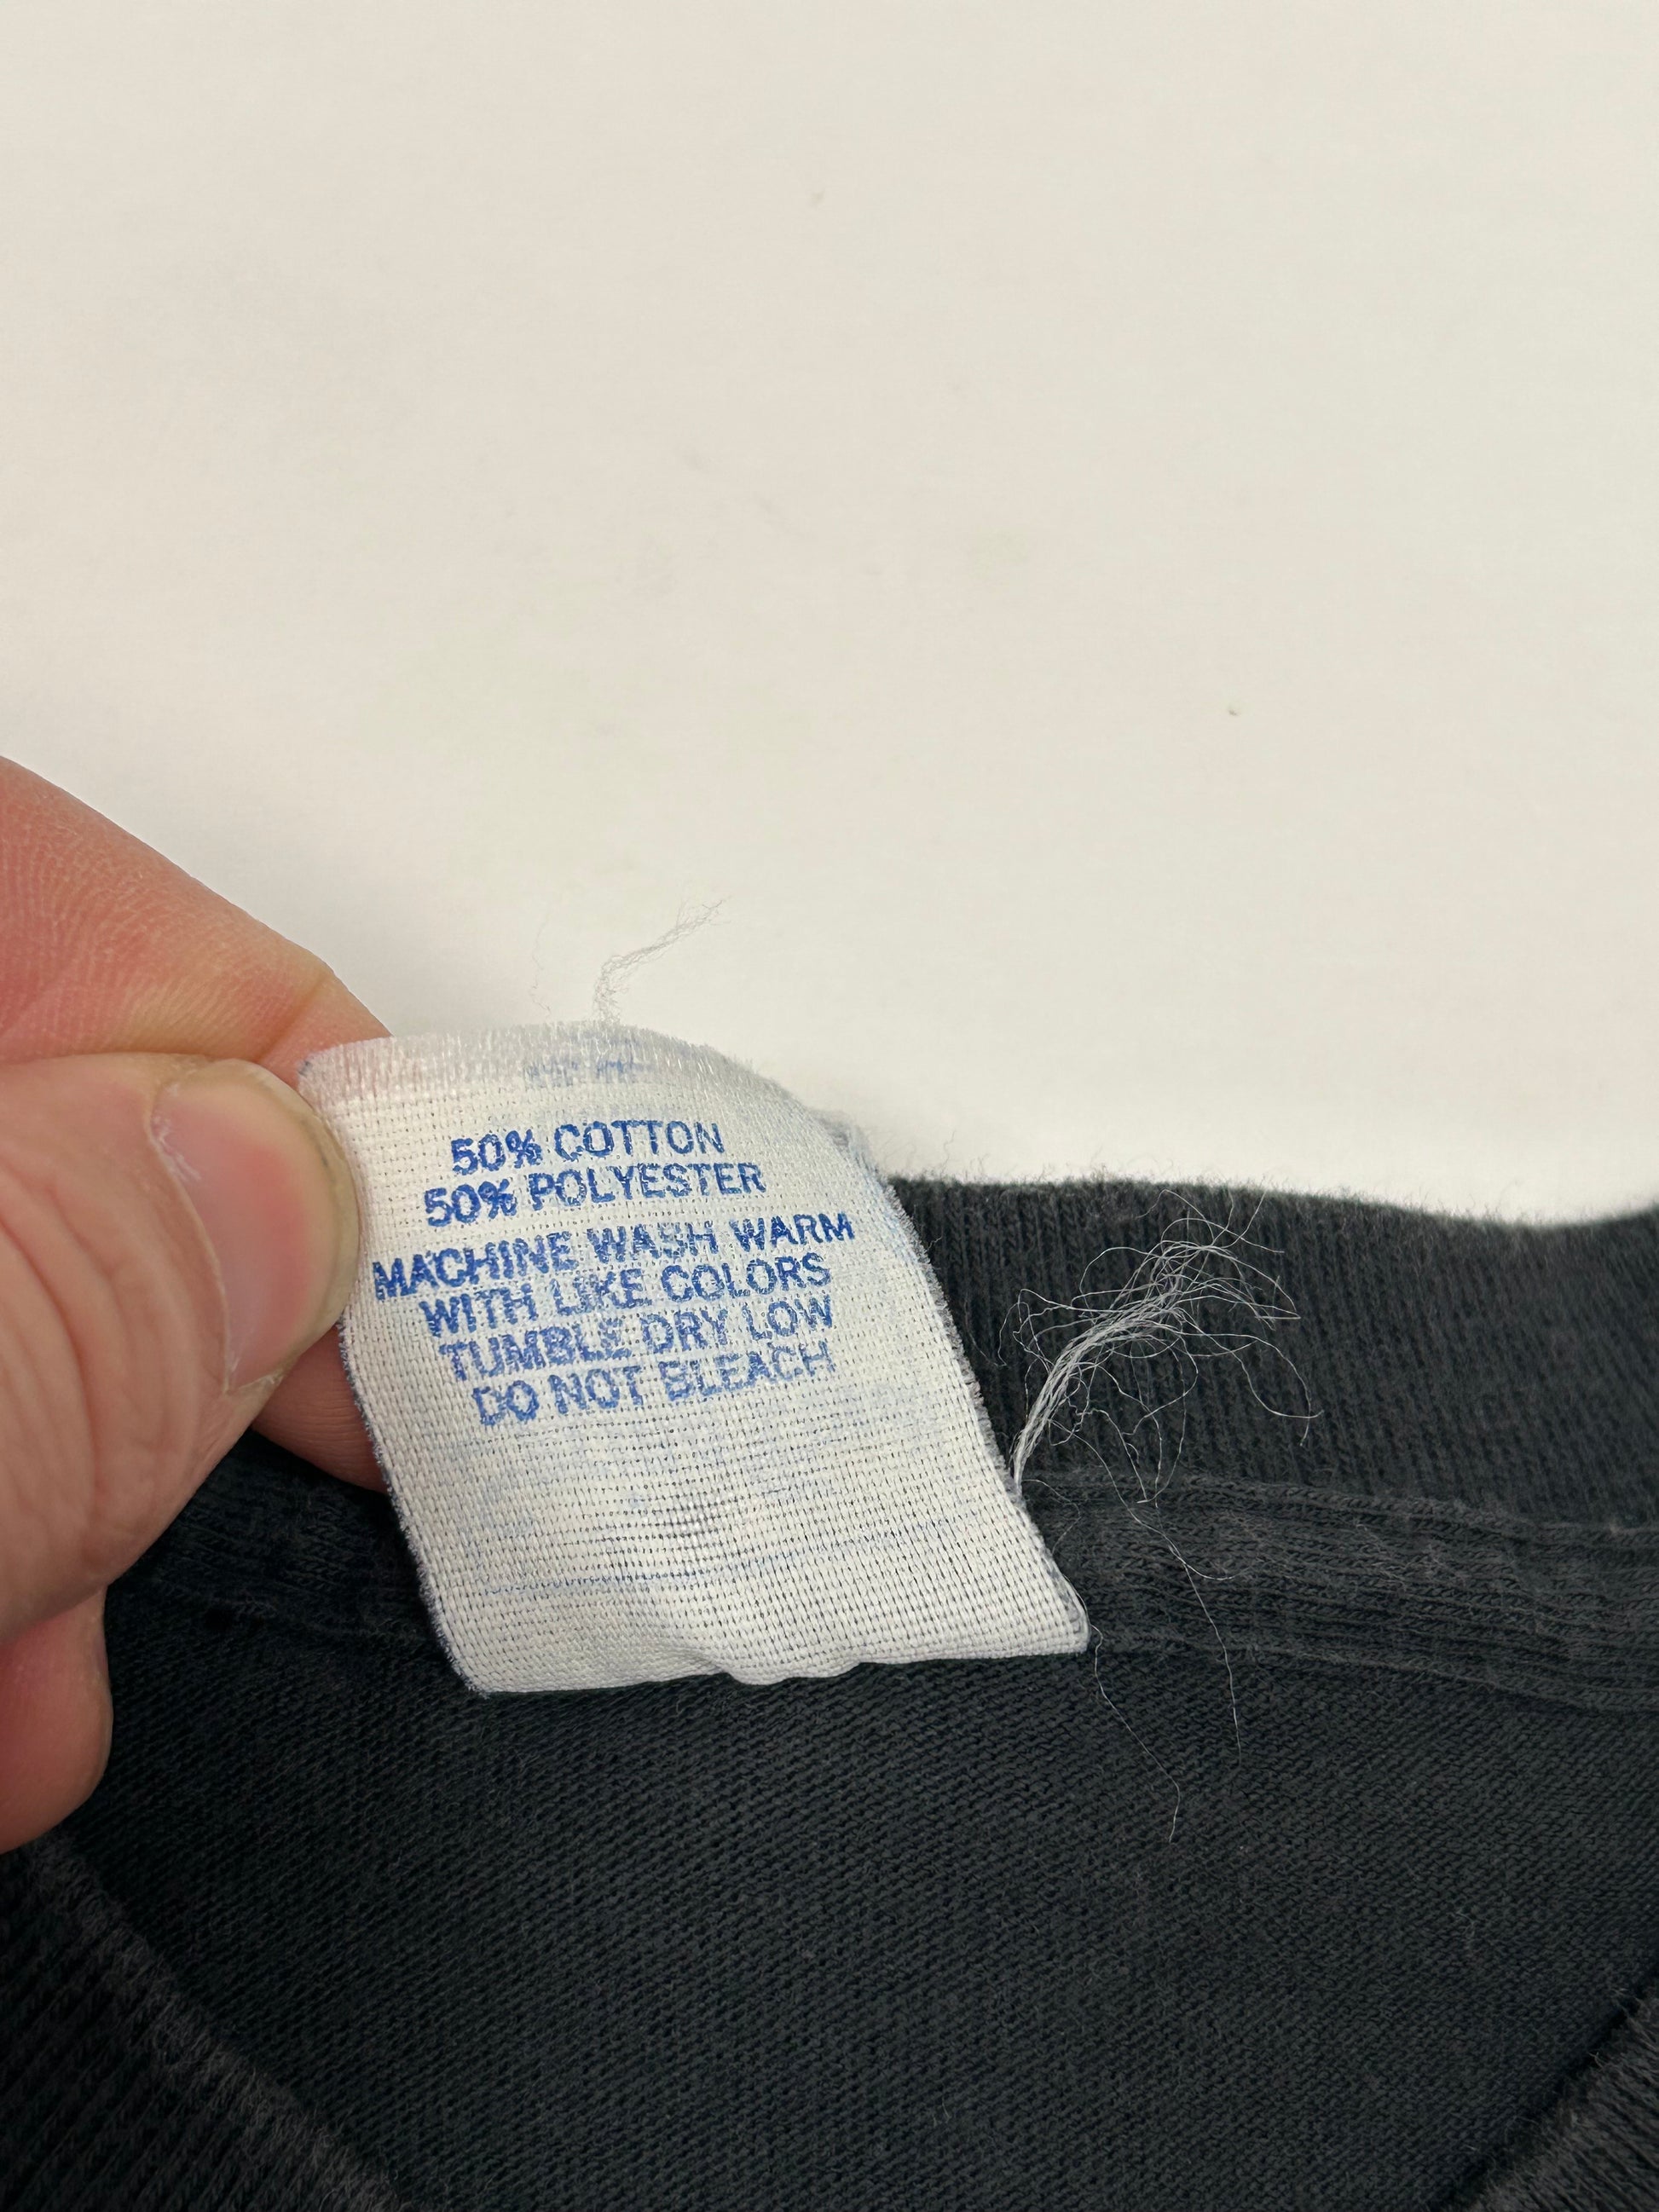 50% COTTON
50% POLYESTER
MACHINE WASH WARM
WITH LIKE COLORS
TUMBLE DRY LOW
DO NOT BLEACH